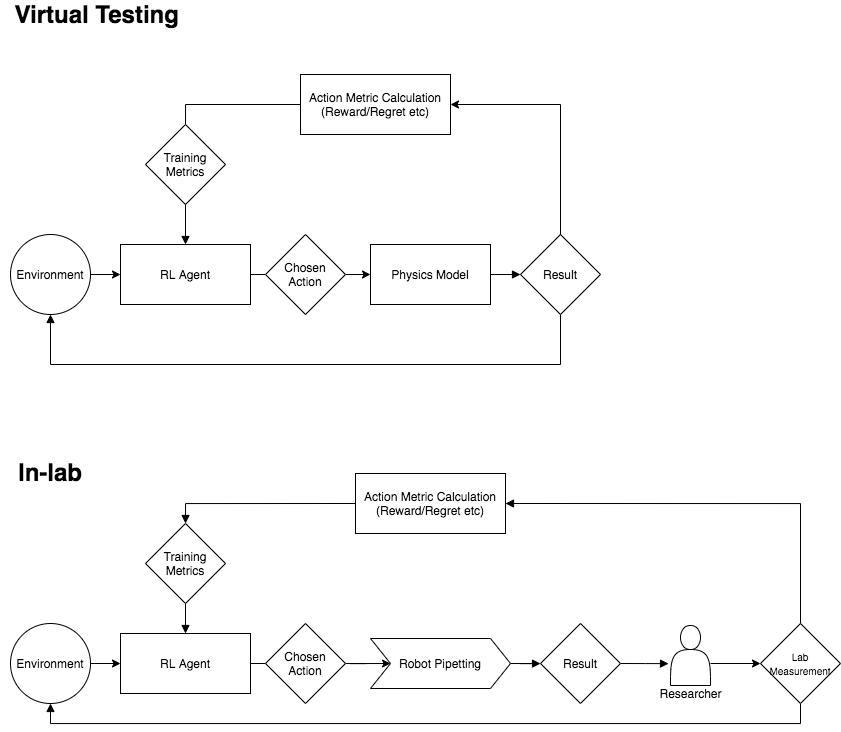 Virtual Testing
Action Metric Calculation
(Reward/Regret etc)
Training
Metrics
Environment
RL Agent
Chosen
Action
Physics Model
Result
In-lab
Action Metric Calculation
(Reward/Regret etc)
Training
Metrics
Environment
RL Agent
Chosen
Action
Robot Pipetting
Result
Researcher
Lab
Measurement